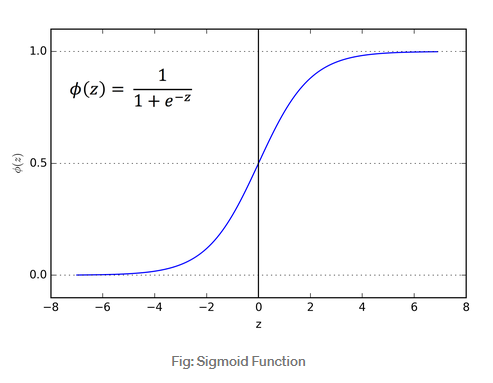 1.0
ϕ(z) = 1 / (1 + e^{−z})
0.5
ϕ(z)
0.0
−8 −6 −4 −2 0 2 4 6 8
z
Fig: Sigmoid Function